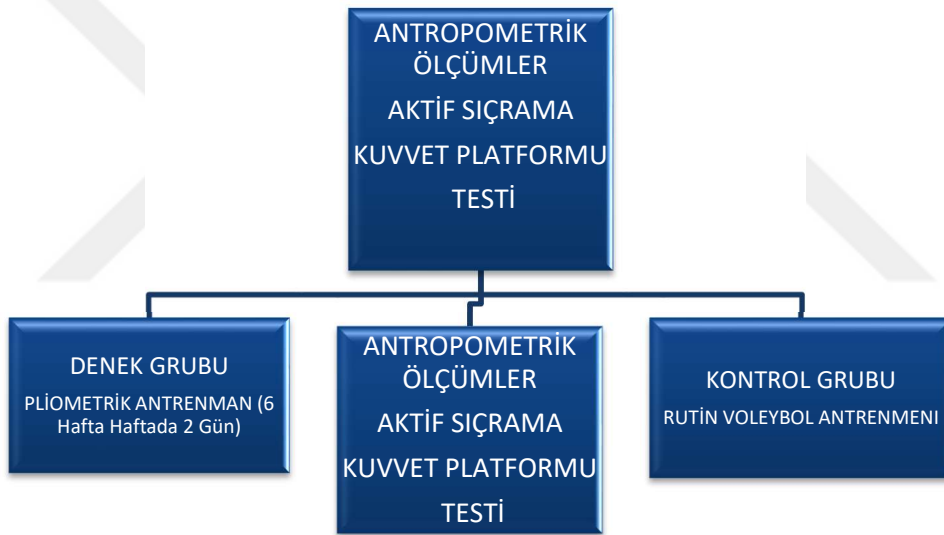 ANTROPOMETRİK
ÖLÇÜMLER
AKTİF SIÇRAMA
KUVVET PLATFORMU
TESTİ
DENEK GRUBU
PLİOMETRİK ANTRENMAN (6
Hafta Haftada 2 Gün)
ANTROPOMETRİK
ÖLÇÜMLER
AKTİF SIÇRAMA
KUVVET PLATFORMU
TESTİ
KONTROL GRUBU
RUTİN VOLEYBOL ANTRENMENI